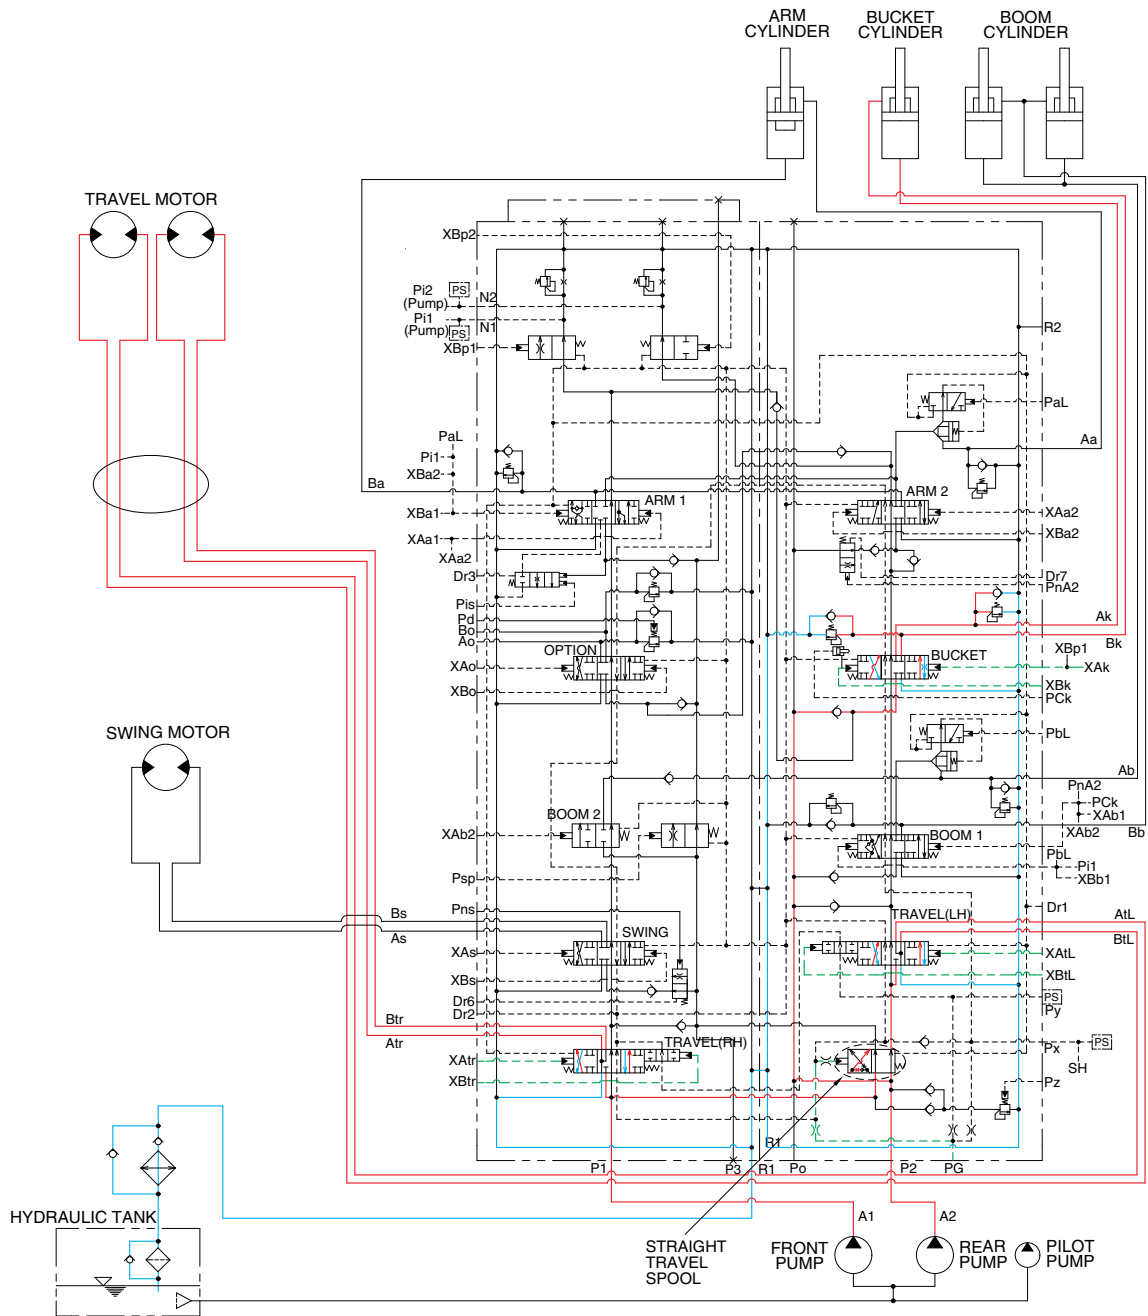 ARM
CYLINDER
BUCKET
CYLINDER
BOOM
CYLINDER
TRAVEL MOTOR
XBp2
Pi2
(Pump)
PS
N2
Pi1
(Pump)
PS
N1
XBp1
R2
PaL
Aa
PaL
Pi1
XBa2
Ba
XBa1
ARM 1
ARM 2
XAa2
XAa1
XBa2
XAa2
Dr3
Dr7
PnA2
Pis
Pd
Bo
Ao
Ak
Bk
OPTION
BUCKET
XBp1
XAo
XAk
XBo
XBk
PCk
SWING MOTOR
PbL
Ab
PnA2
PCk
XAb1
XAb2
Bb
BOOM 2
XAb2
BOOM 1
PbL
Pi1
XBb1
Psp
Pns
Dr1
Bs
As
SWING
TRAVEL(LH)
AtL
BtL
XAs
XAtL
XBs
XBtL
Dr6
Dr2
PS
Py
Btr
Atr
TRAVEL(RH)
Px
PS
SH
XAtr
XBtr
Pz
R1
P1
P3
R1
Po
P2
PG
HYDRAULIC TANK
A1
A2
STRAIGHT
TRAVEL
SPOOL
FRONT
PUMP
REAR
PUMP
PILOT
PUMP